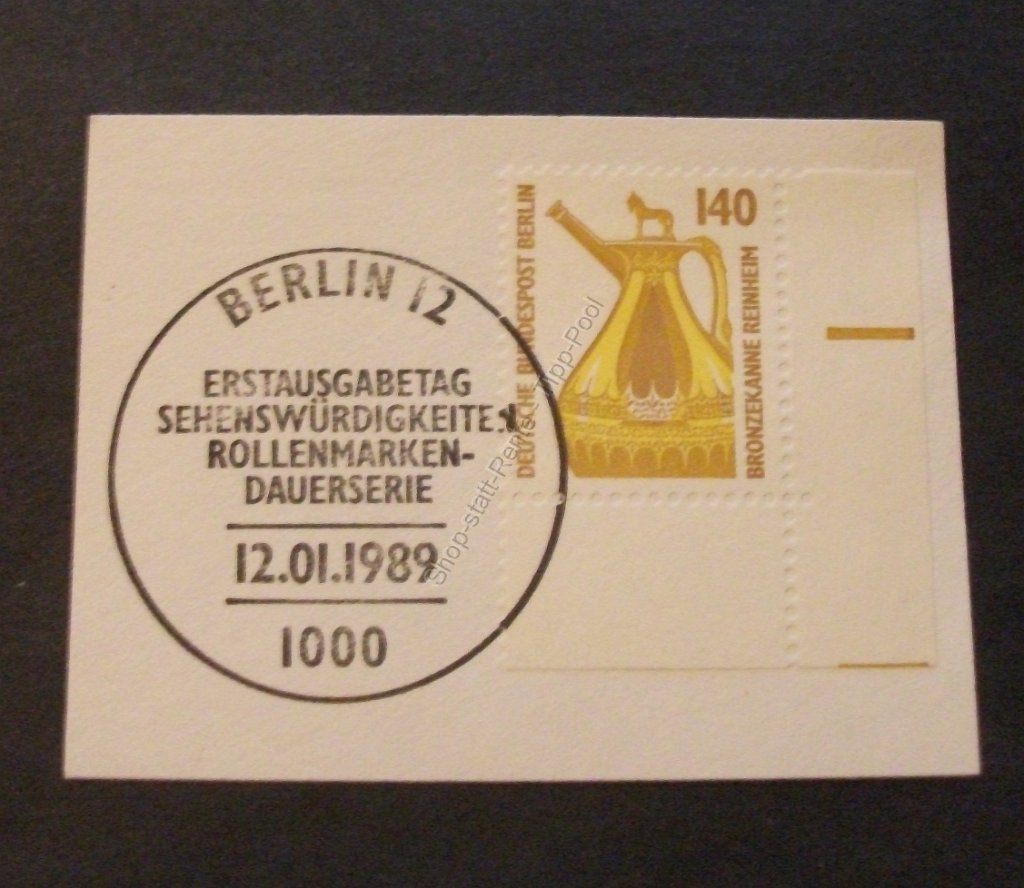 BERLIN 12
ERSTAUSGABETAG
SEHENSWÜRDIGKEITEN
ROLLENMARKEN-
DAUERSERIE
12.01.1989
1000
DEUTSCHE BUNDESPOST BERLIN
140
BRONZEKANNE REINHEIM
Shop-statt-Rente-Tipp-Pool